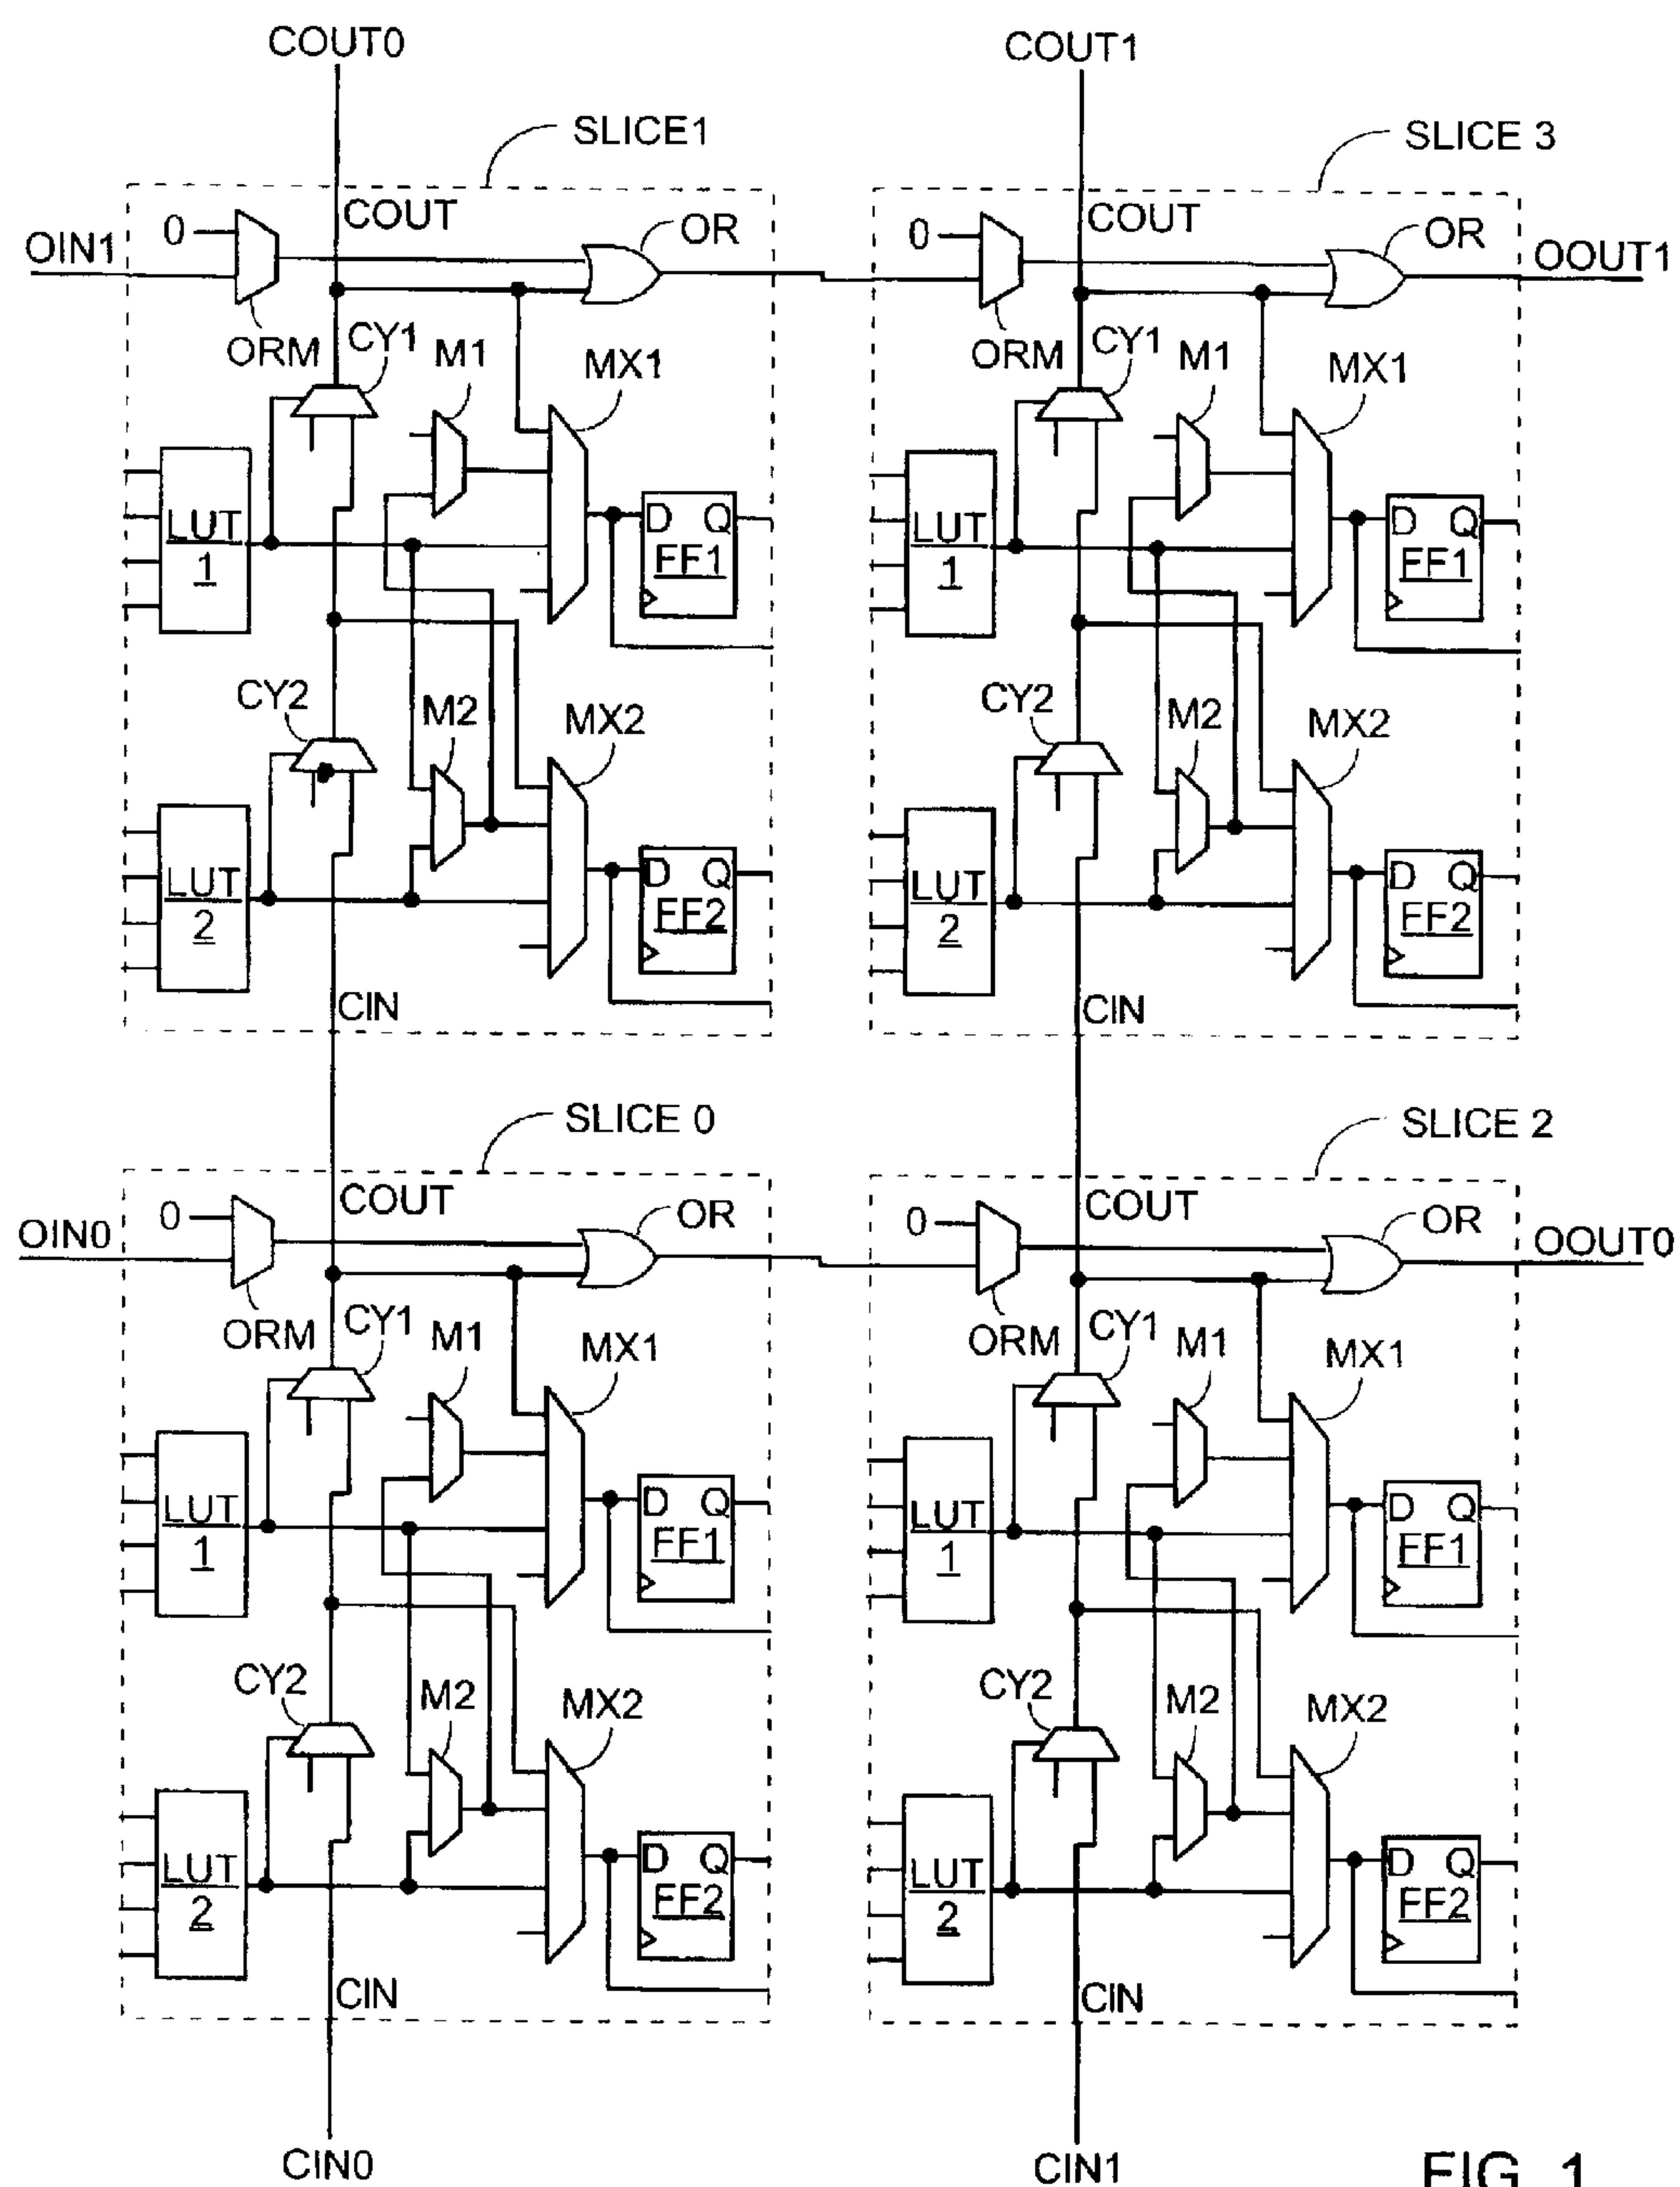 COUT0 COUT1
SLICE1 SLICE 3
0 COUT OR 0 COUT OR
OIN1 OOUT1
ORM CY1 M1 MX1 ORM CY1 M1 MX1
LUT 1 D Q FF1 LUT 1 D Q FF1
CY2 M2 MX2 CY2 M2 MX2
LUT 2 D Q FF2 LUT 2 D Q FF2
CIN CIN
SLICE 0 SLICE 2
0 COUT OR 0 COUT OR
OIN0 OOUT0
ORM CY1 M1 MX1 ORM CY1 M1 MX1
LUT 1 D Q FF1 LUT 1 D Q FF1
CY2 M2 MX2 CY2 M2 MX2
LUT 2 D Q FF2 LUT 2 D Q FF2
CIN CIN
CIN0 CIN1
FIG. 1